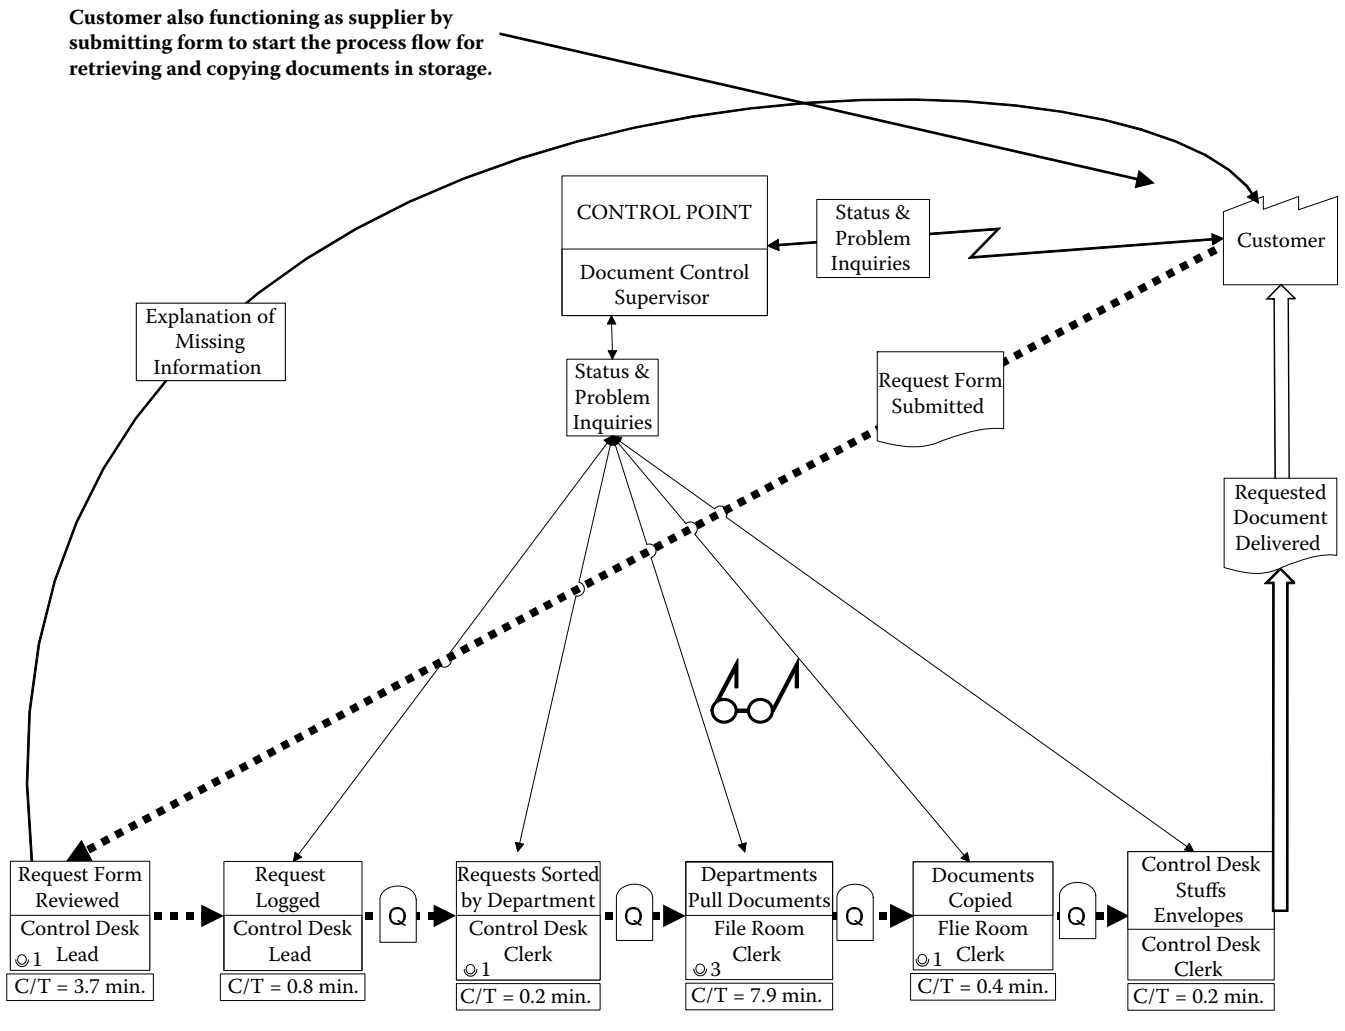 Customer also functioning as supplier by
submitting form to start the process flow for
retrieving and copying documents in storage.
CONTROL POINT
Document Control
Supervisor
Status &
Problem
Inquiries
Customer
Explanation of
Missing
Information
Status &
Problem
Inquiries
Request Form
Submitted
Requested
Document
Delivered
Request Form
Reviewed
Control Desk
Lead
1
C/T = 3.7 min.
Request
Logged
Control Desk
Lead
C/T = 0.8 min.
Q
Requests Sorted
by Department
Control Desk
Clerk
1
C/T = 0.2 min.
Q
Departments
Pull Documents
File Room
Clerk
3
C/T = 7.9 min.
Q
Documents
Copied
Flie Room
Clerk
1
C/T = 0.4 min.
Q
Control Desk
Stuffs
Envelopes
Control Desk
Clerk
C/T = 0.2 min.